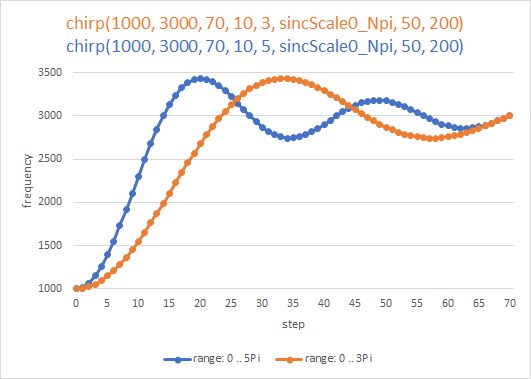 chirp(1000, 3000, 70, 10, 3, sincScale0_Npi, 50, 200)
chirp(1000, 3000, 70, 10, 5, sincScale0_Npi, 50, 200)
3500
3000
2500
2000
1500
1000
frequency
0 5 10 15 20 25 30 35 40 45 50 55 60 65 70
step
range: 0 .. 5Pi range: 0 .. 3Pi